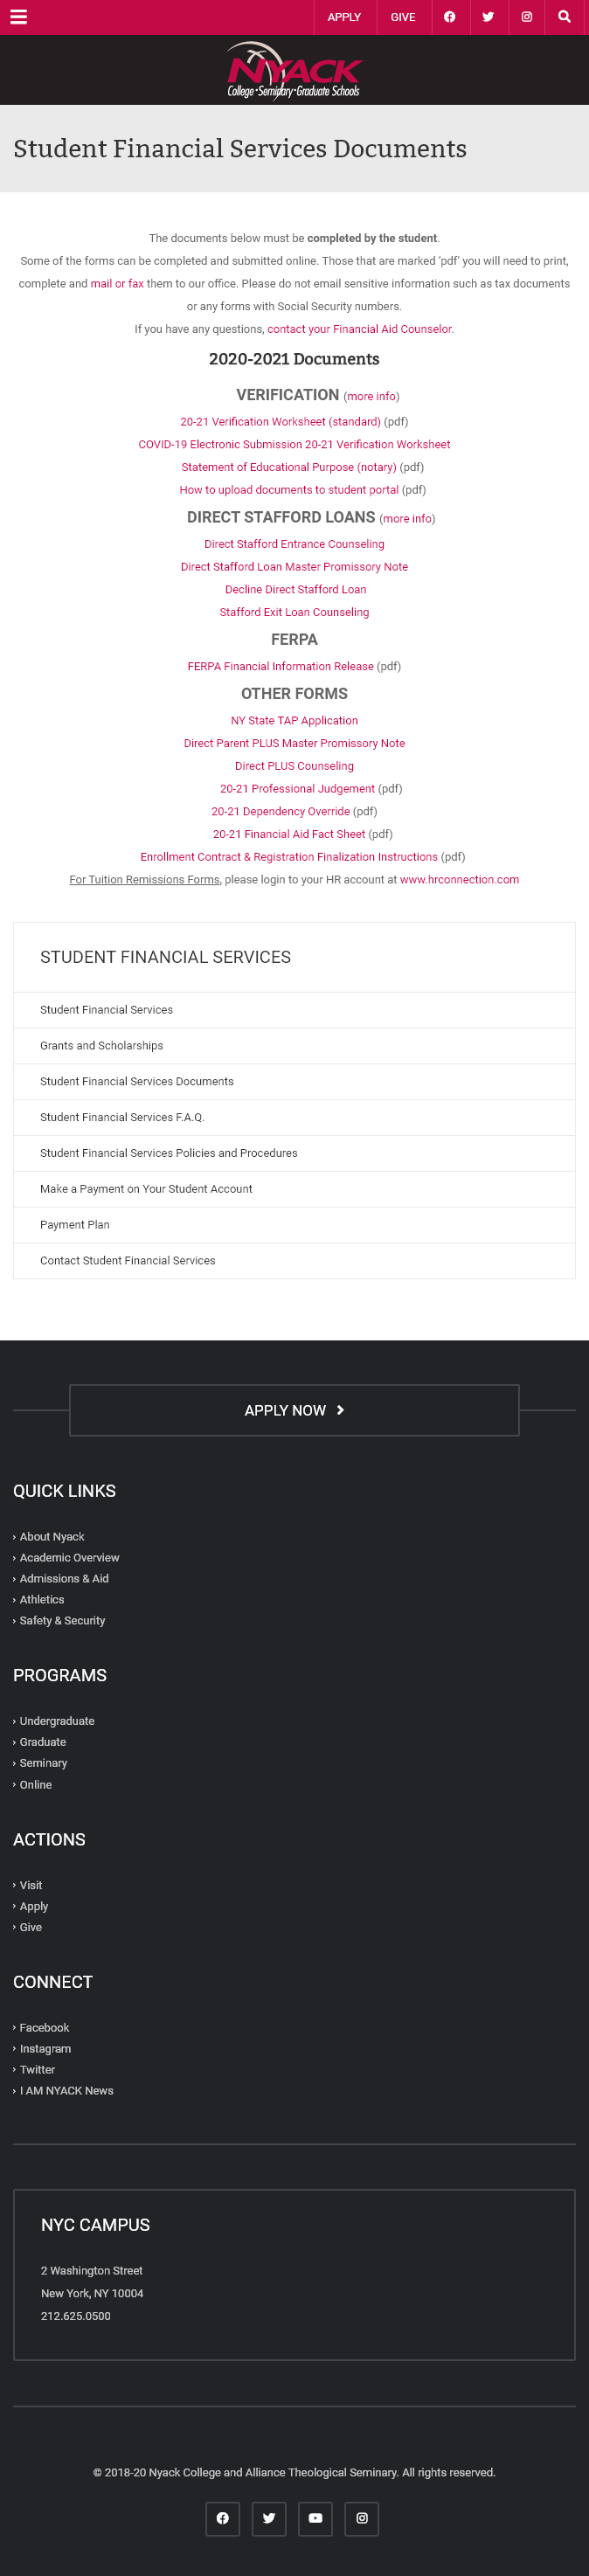 APPLY GIVE
NYACK
College • Seminary • Graduate Schools
Student Financial Services Documents
The documents below must be completed by the student.
Some of the forms can be completed and submitted online. Those that are marked ‘pdf’ you will need to print,
complete and mail or fax them to our office. Please do not email sensitive information such as tax documents
or any forms with Social Security numbers.
If you have any questions, contact your Financial Aid Counselor.
2020-2021 Documents
VERIFICATION (more info)
20-21 Verification Worksheet (standard) (pdf)
COVID-19 Electronic Submission 20-21 Verification Worksheet
Statement of Educational Purpose (notary) (pdf)
How to upload documents to student portal (pdf)
DIRECT STAFFORD LOANS (more info)
Direct Stafford Entrance Counseling
Direct Stafford Loan Master Promissory Note
Decline Direct Stafford Loan
Stafford Exit Loan Counseling
FERPA
FERPA Financial Information Release (pdf)
OTHER FORMS
NY State TAP Application
Direct Parent PLUS Master Promissory Note
Direct PLUS Counseling
20-21 Professional Judgement (pdf)
20-21 Dependency Override (pdf)
20-21 Financial Aid Fact Sheet (pdf)
Enrollment Contract & Registration Finalization Instructions (pdf)
For Tuition Remissions Forms, please login to your HR account at www.hrconnection.com
STUDENT FINANCIAL SERVICES
Student Financial Services
Grants and Scholarships
Student Financial Services Documents
Student Financial Services F.A.Q.
Student Financial Services Policies and Procedures
Make a Payment on Your Student Account
Payment Plan
Contact Student Financial Services
APPLY NOW
QUICK LINKS
About Nyack
Academic Overview
Admissions & Aid
Athletics
Safety & Security
PROGRAMS
Undergraduate
Graduate
Seminary
Online
ACTIONS
Visit
Apply
Give
CONNECT
Facebook
Instagram
Twitter
I AM NYACK News
NYC CAMPUS
2 Washington Street
New York, NY 10004
212.625.0500
© 2018-20 Nyack College and Alliance Theological Seminary. All rights reserved.